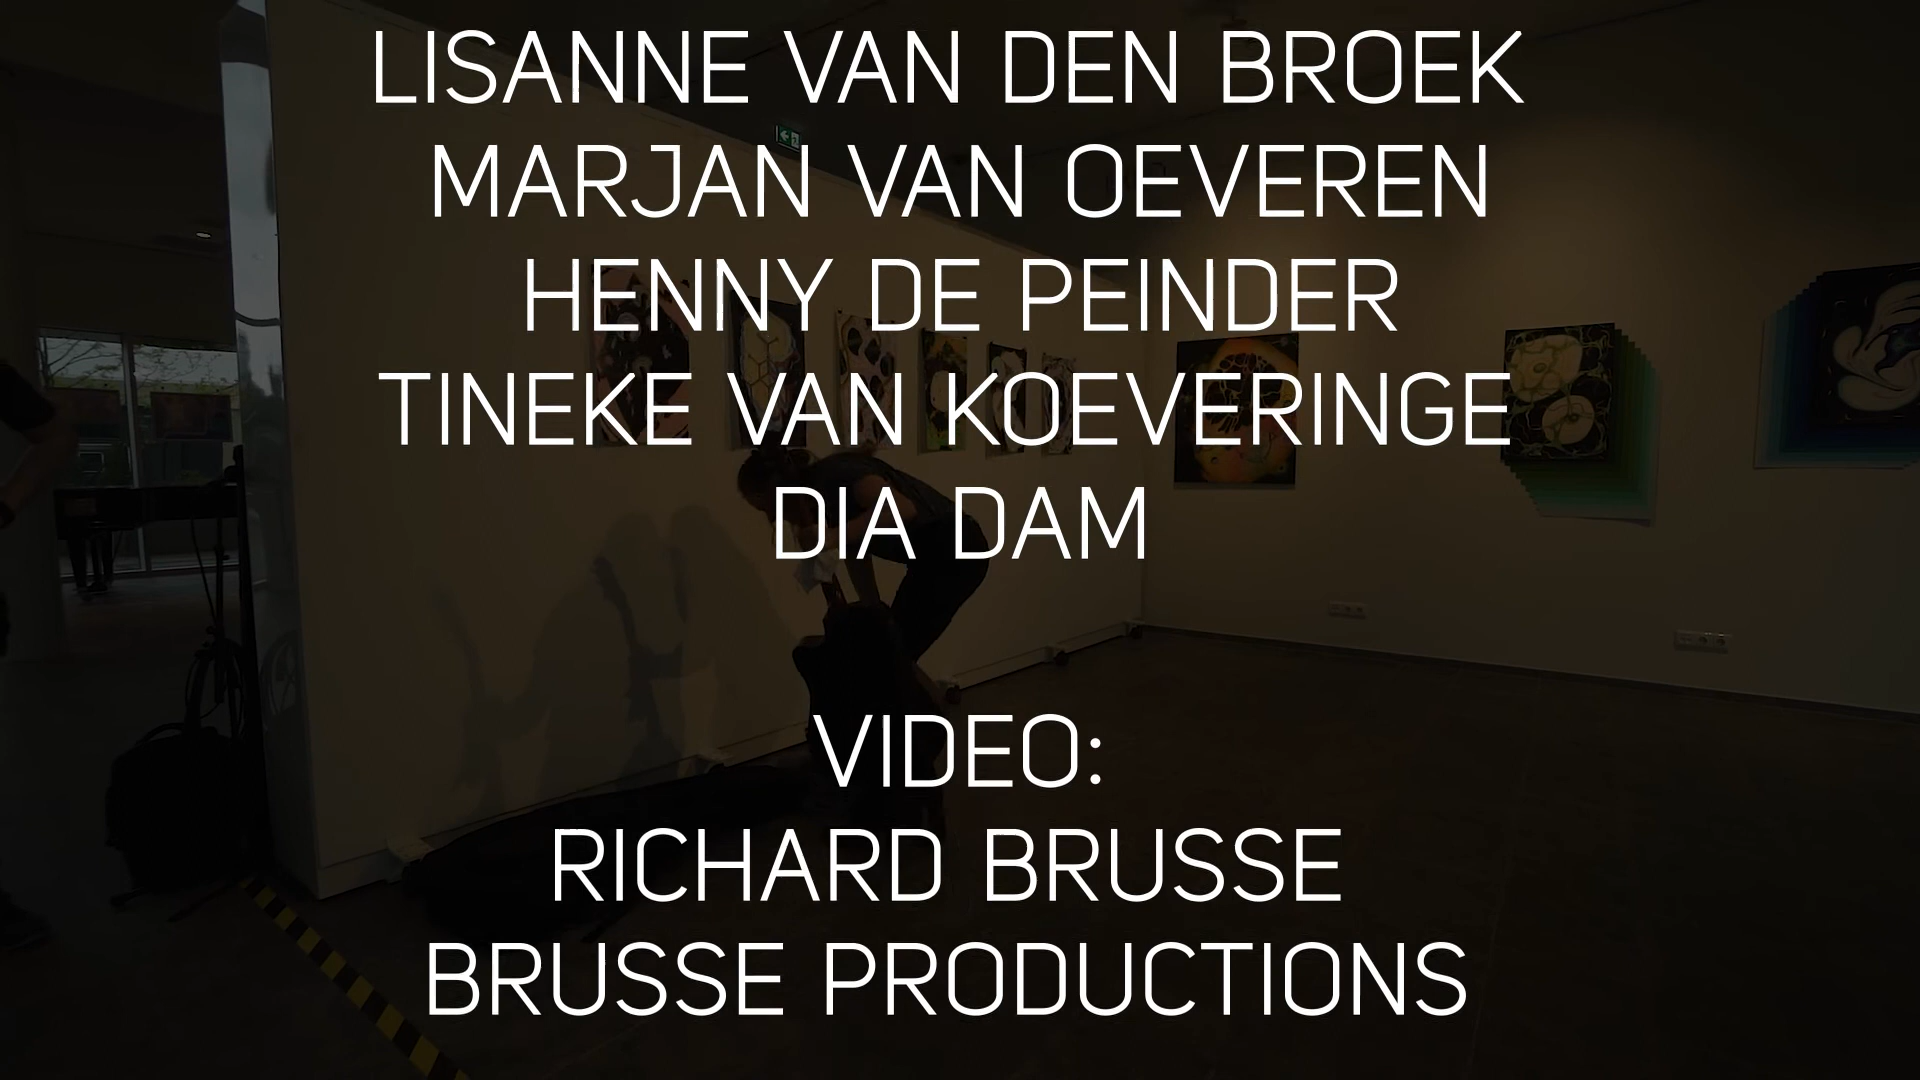 LISANNE VAN DEN BROEK
MARJAN VAN OEVEREN
HENNY DE PEINDER
TINEKE VAN KOEVERINGE
DIA DAM
VIDEO:
RICHARD BRUSSE
BRUSSE PRODUCTIONS